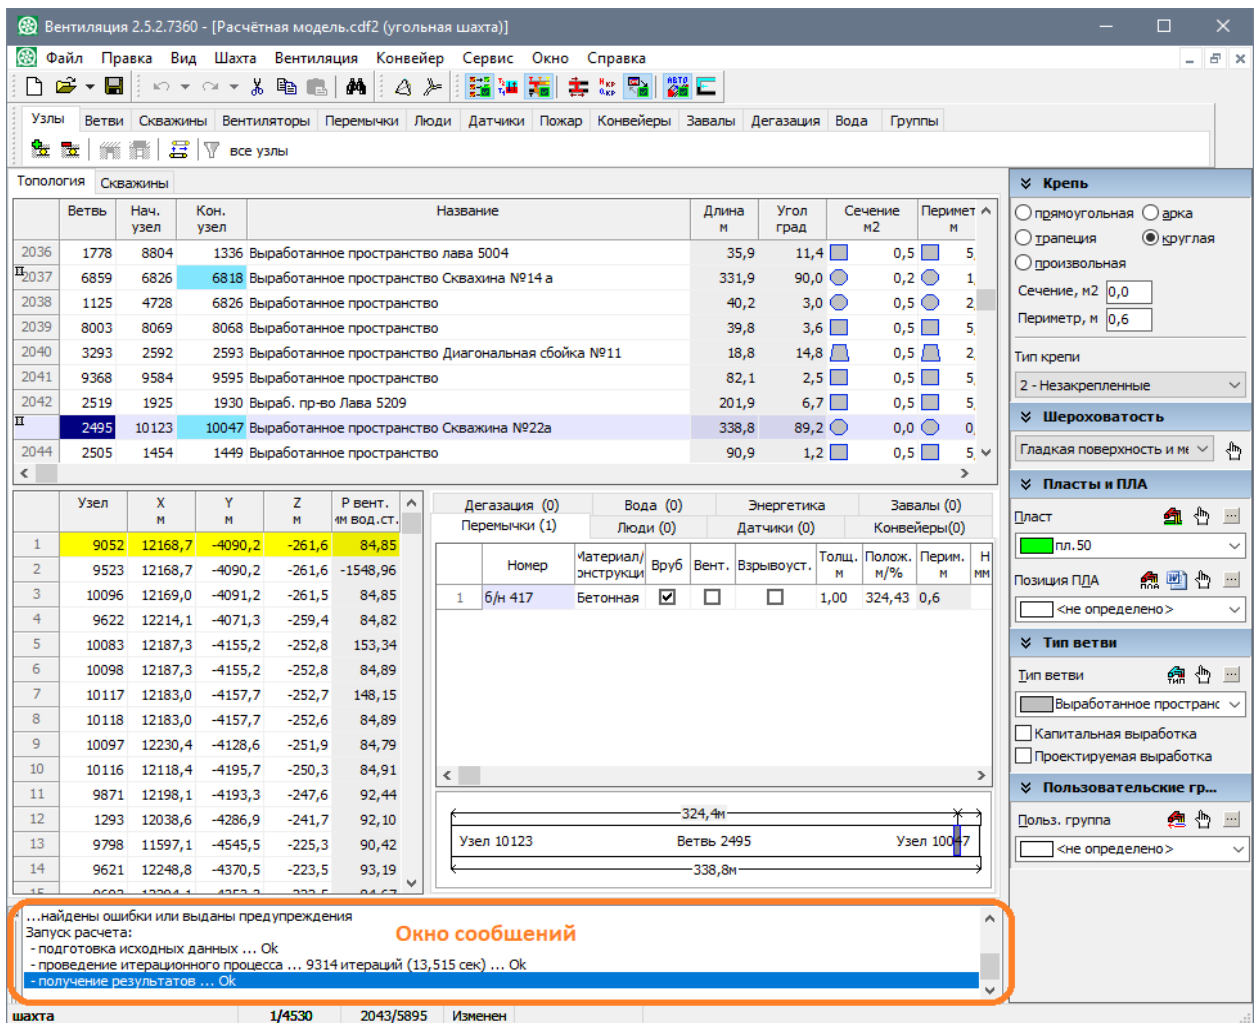 Вентиляция 2.5.2.7360 - [Расчётная модель.cdf2 (угольная шахта)]
Файл Правка Вид Шахта Вентиляция Конвейер Сервис Окно Справка
Узлы Ветви Скважины Вентиляторы Перемычки Люди Датчики Пожар Конвейеры Завалы Дегазация Вода Группы
все узлы
Топология Скважины
Ветвь Нач. узел Кон. узел Название Длина м Угол град Сечение м2 Перимет м
2036 1778 8804 1336 Выработанное пространство лава 5004 35,9 11,4 0,5 5,
2037 6859 6826 6818 Выработанное пространство Сквахина №14 а 331,9 90,0 0,2 1,
2038 1125 4728 6826 Выработанное пространство 40,2 3,0 0,5 2,
2039 8003 8069 8068 Выработанное пространство 39,8 3,6 0,5 5,
2040 3293 2592 2593 Выработанное пространство Диагональная сбойка №11 18,8 14,8 0,5 2,
2041 9368 9584 9595 Выработанное пространство 82,1 2,5 0,5 5,
2042 2519 1925 1930 Выраб. пр-во Лава 5209 201,9 6,7 0,5 5,
2495 10123 10047 Выработанное пространство Скважина №22а 338,8 89,2 0,0 0,
2044 2505 1454 1449 Выработанное пространство 90,9 1,2 0,5 5,
Узел X м Y м Z м Р вент. мм вод.ст.
1 9052 12168,7 -4090,2 -261,6 84,85
2 9523 12168,7 -4090,2 -261,6 -1548,96
3 10096 12169,0 -4091,2 -261,5 84,85
4 9622 12214,1 -4071,3 -259,4 84,82
5 10083 12187,3 -4155,2 -252,8 153,34
6 10098 12187,3 -4155,2 -252,8 84,89
7 10117 12183,0 -4157,7 -252,7 148,15
8 10118 12183,0 -4157,7 -252,6 84,89
9 10097 12230,4 -4128,6 -251,9 84,79
10 10116 12118,4 -4195,7 -250,3 84,91
11 9871 12198,1 -4193,3 -247,6 92,44
12 1293 12038,6 -4286,9 -241,7 92,10
13 9798 11597,1 -4545,5 -225,3 90,42
14 9621 12248,8 -4370,5 -223,5 93,19
15
Дегазация (0) Вода (0) Энергетика Завалы (0)
Перемычки (1) Люди (0) Датчики (0) Конвейеры(0)
Номер Материал/ онструкци Вруб Вент. Взрывоуст. Толщ. м Полож. м/% Перим. м Н мм
1 б/н 417 Бетонная 1,00 324,43 0,6
324,4м
Узел 10123 Ветвь 2495 Узел 10047
338,8м
Крепь
прямоугольная арка
трапеция круглая
произвольная
Сечение, м2 0,0
Периметр, м 0,6
Тип крепи
2 - Незакрепленные
Шероховатость
Гладкая поверхность и ме
Пласты и ПЛА
Пласт
пл.50
Позиция ПЛА
<не определено>
Тип ветви
Тип ветви
Выработанное пространс
Капитальная выработка
Проектируемая выработка
Пользовательские гр...
Польз. группа
<не определено>
...найдены ошибки или выданы предупреждения
Запуск расчета:
- подготовка исходных данных ... Ok
- проведение итерационного процесса ... 9314 итераций (13,515 сек) ... Ok
- получение результатов ... Ok
Окно сообщений
шахта 1/4530 2043/5895 Изменен